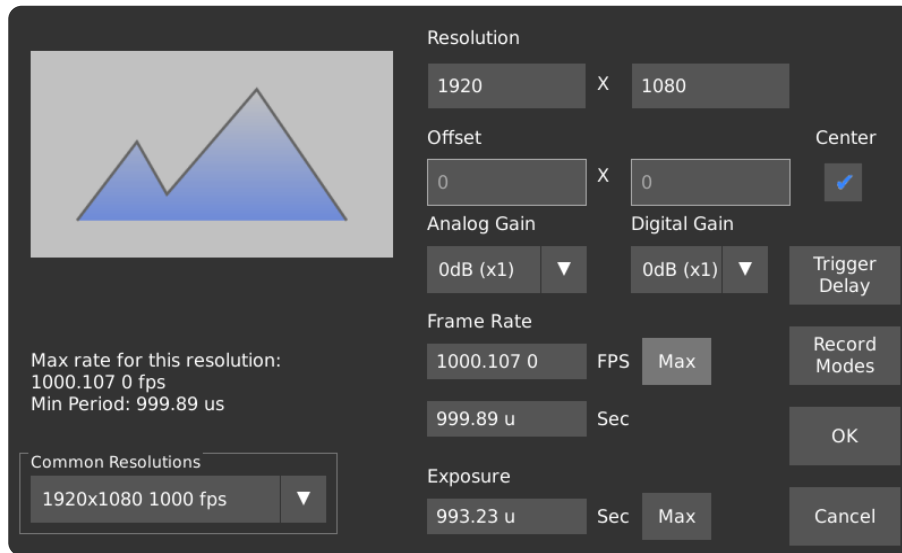 Resolution
1920 X 1080
Offset Center
0 X 0
Analog Gain Digital Gain
0dB (x1) ▼ 0dB (x1) ▼
Trigger
Delay
Frame Rate
1000.107 0 FPS Max
Record
Modes
Max rate for this resolution:
1000.107 0 fps
Min Period: 999.89 us
999.89 u Sec
OK
Common Resolutions
1920x1080 1000 fps ▼
Exposure
993.23 u Sec Max
Cancel